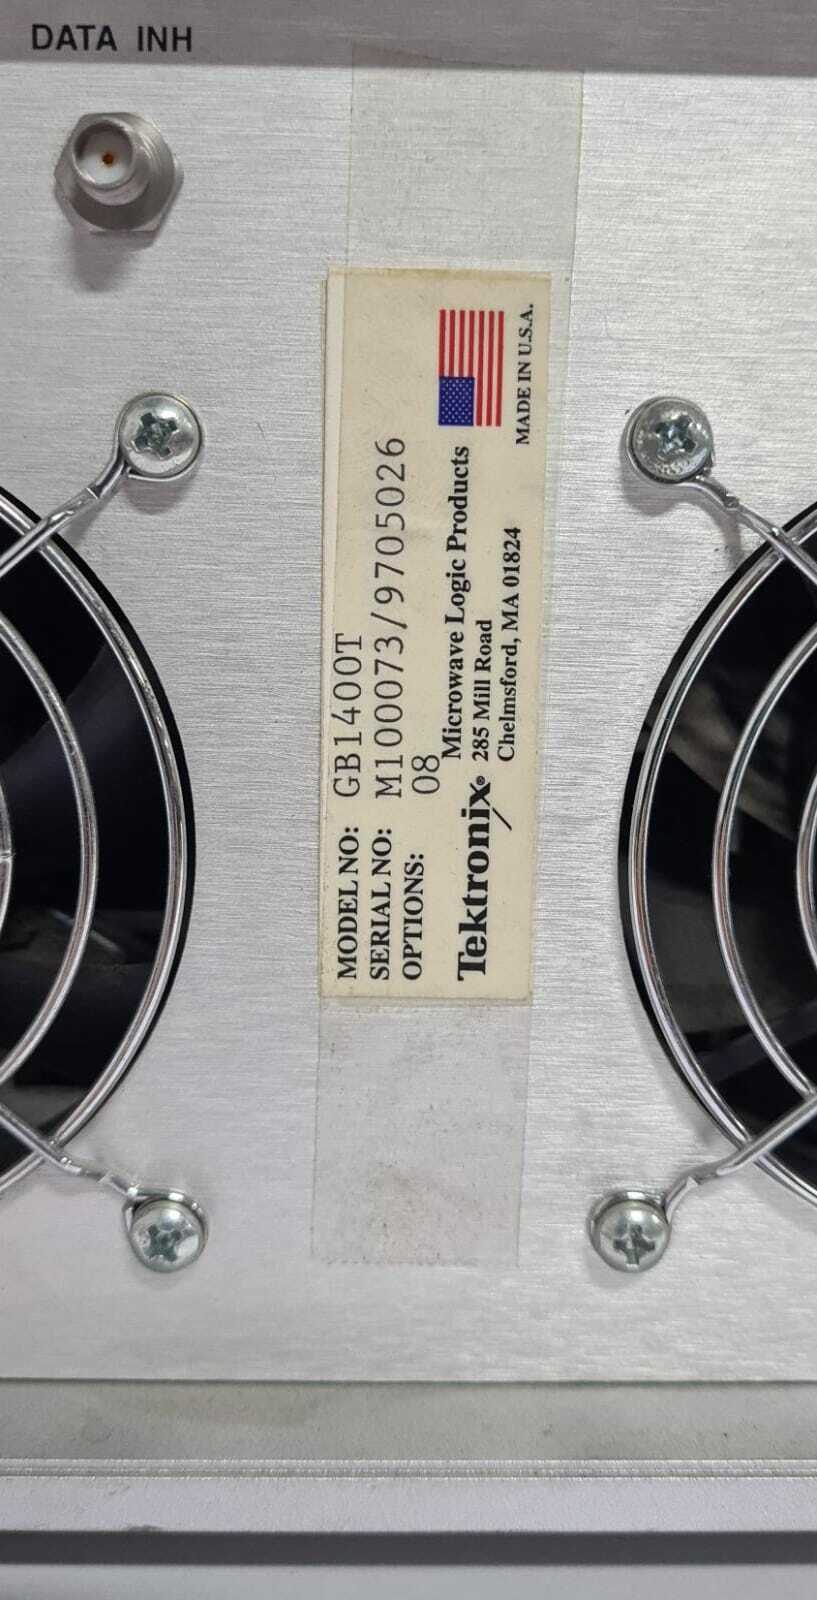 DATA INH
MODEL NO: GB1400T
SERIAL NO: M100073/9705026
OPTIONS: 08
Tektronix® Microwave Logic Products
285 Mill Road
Chelmsford, MA 01824
MADE IN U.S.A.